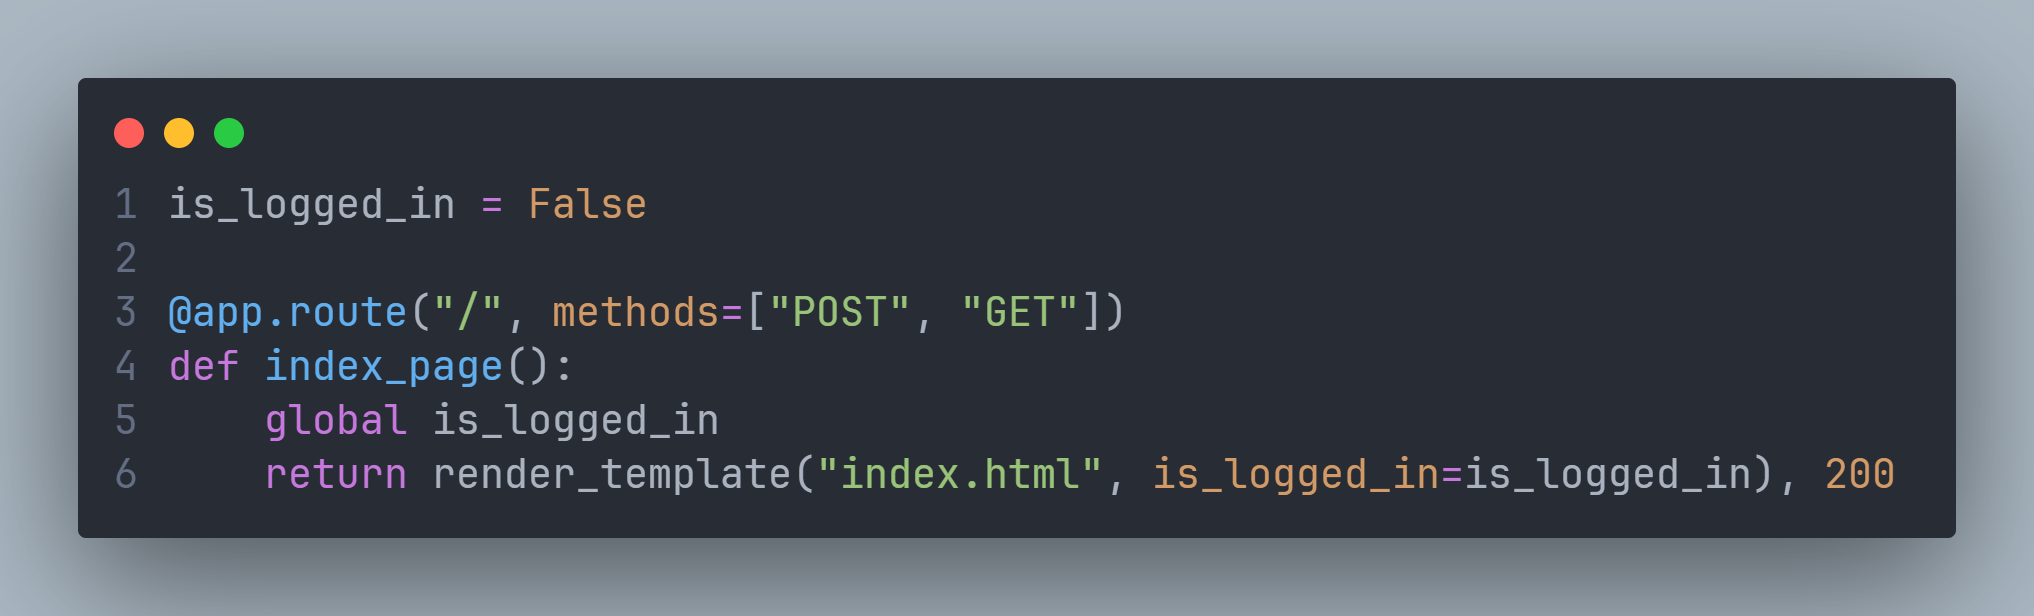 1 is_logged_in = False
2
3 @app.route("/", methods=["POST", "GET"])
4 def index_page():
5     global is_logged_in
6     return render_template("index.html", is_logged_in=is_logged_in), 200